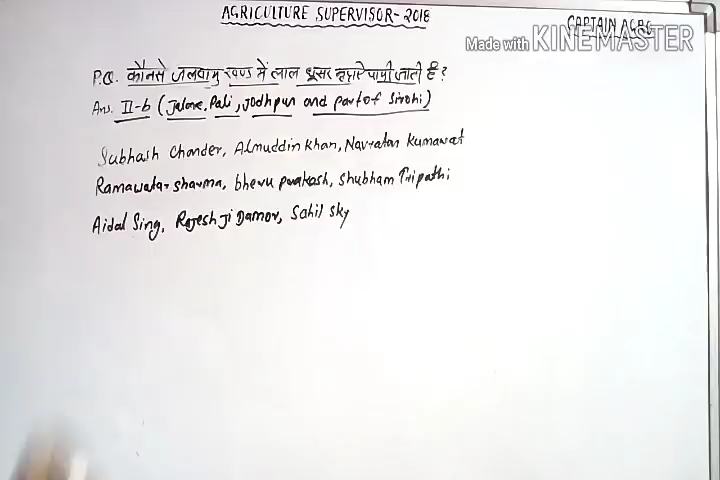 AGRICULTURE SUPERVISOR-2018
CAPTAIN AGRO
Made with KINEMASTER
P.Q. कौनसे जलवायु खण्ड में लाल धूसर मृदायें पायी जाती है?
Ans. II-b (Jalore, Pali, Jodhpur and part of Sirohi)
Subhash Chander, Almuddin Khan, Navratan Kumawat
Ramawatar sharma, bheru prakash, Shubham Tripathi
Aidal Sing, Rajesh Ji Damor, Sahil sky